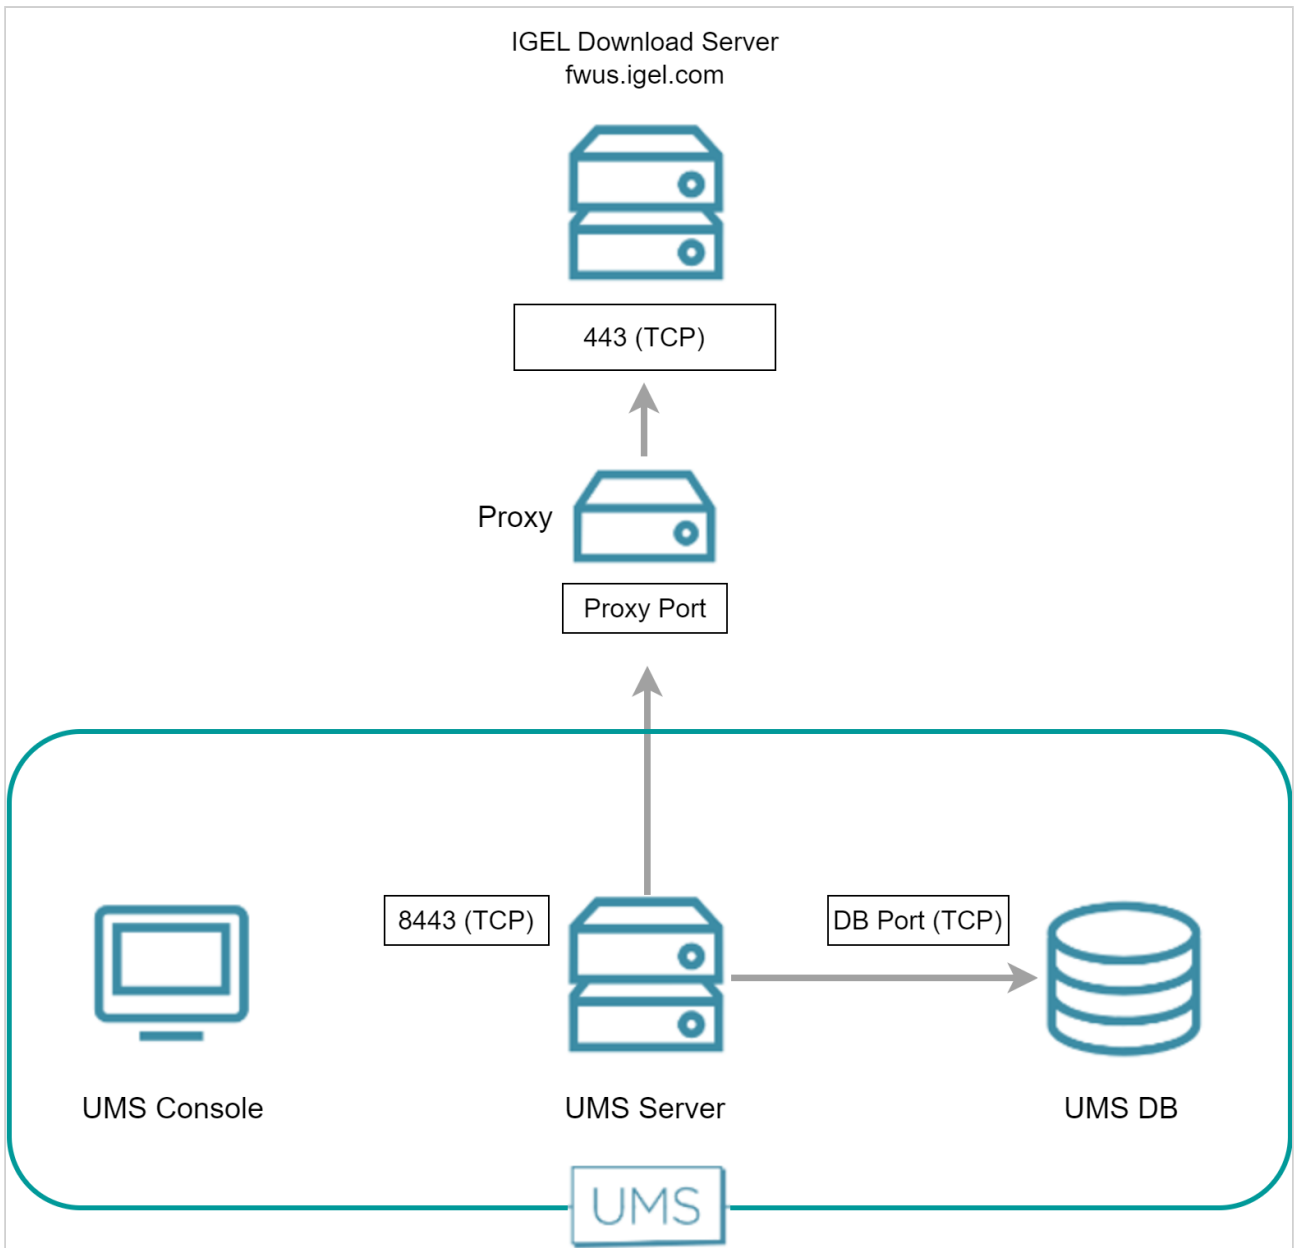 IGEL Download Server
fwus.igel.com
443 (TCP)
Proxy
Proxy Port
8443 (TCP)
DB Port (TCP)
UMS Console
UMS Server
UMS DB
UMS